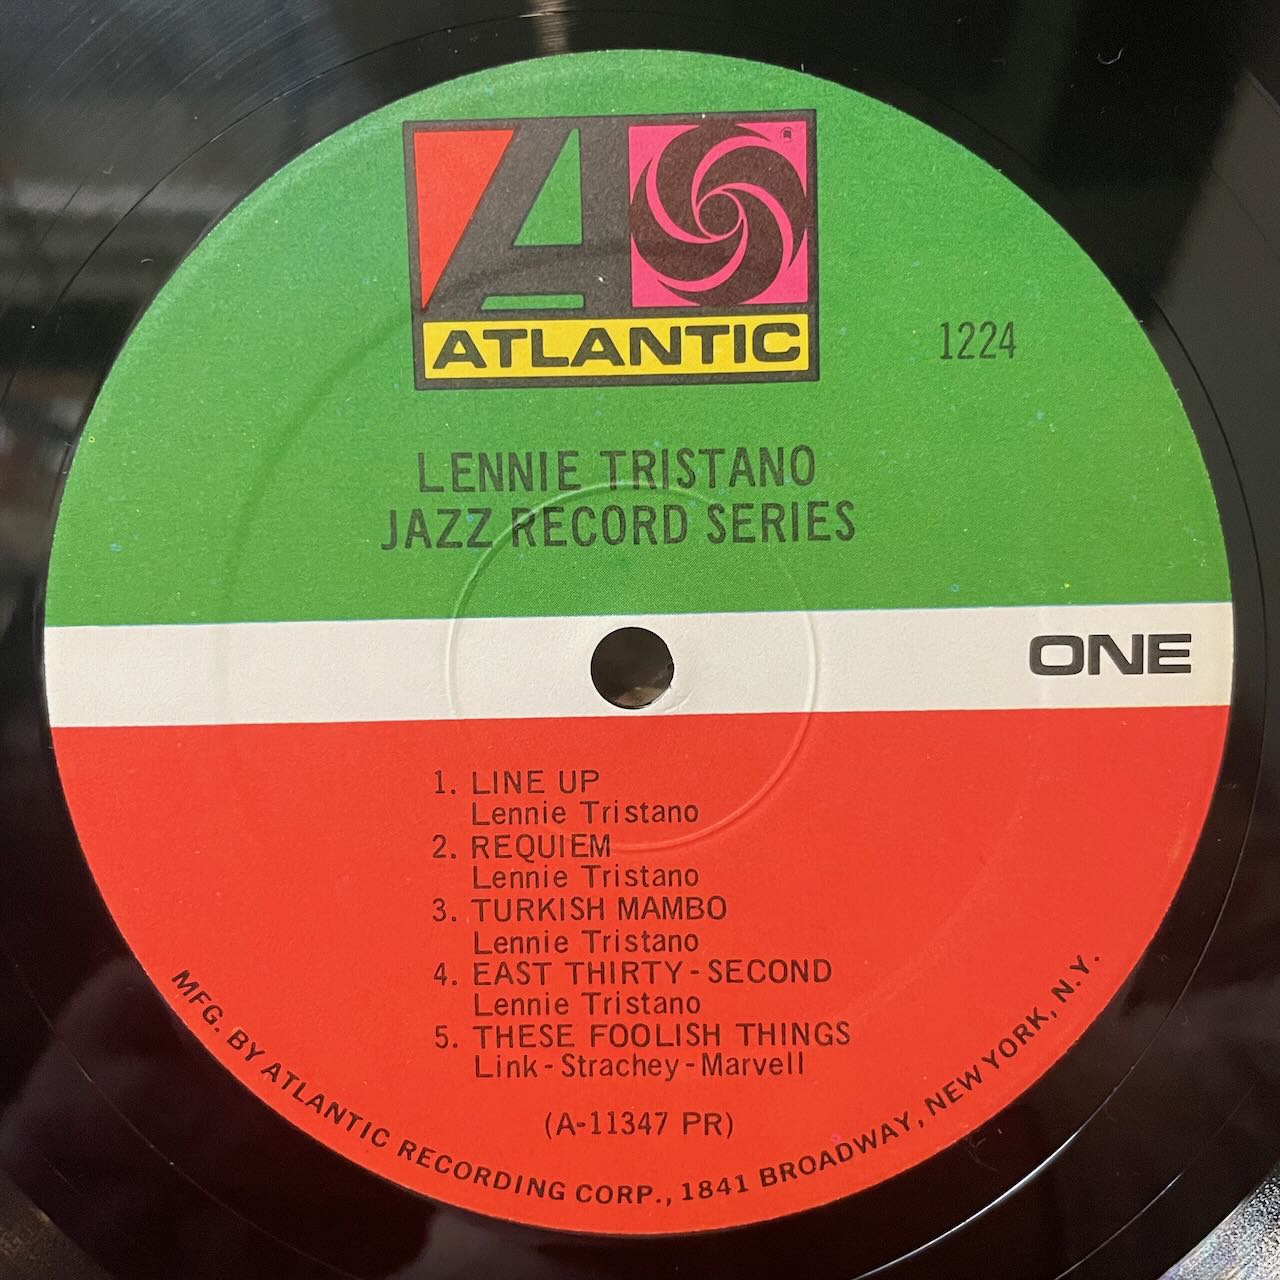 ATLANTIC
1224
LENNIE TRISTANO
JAZZ RECORD SERIES
ONE
1. LINE UP
Lennie Tristano
2. REQUIEM
Lennie Tristano
3. TURKISH MAMBO
Lennie Tristano
4. EAST THIRTY-SECOND
Lennie Tristano
5. THESE FOOLISH THINGS
Link-Strachey-Marvell
(A-11347 PR)
MFG. BY ATLANTIC RECORDING CORP., 1841 BROADWAY, NEW YORK, N.Y.